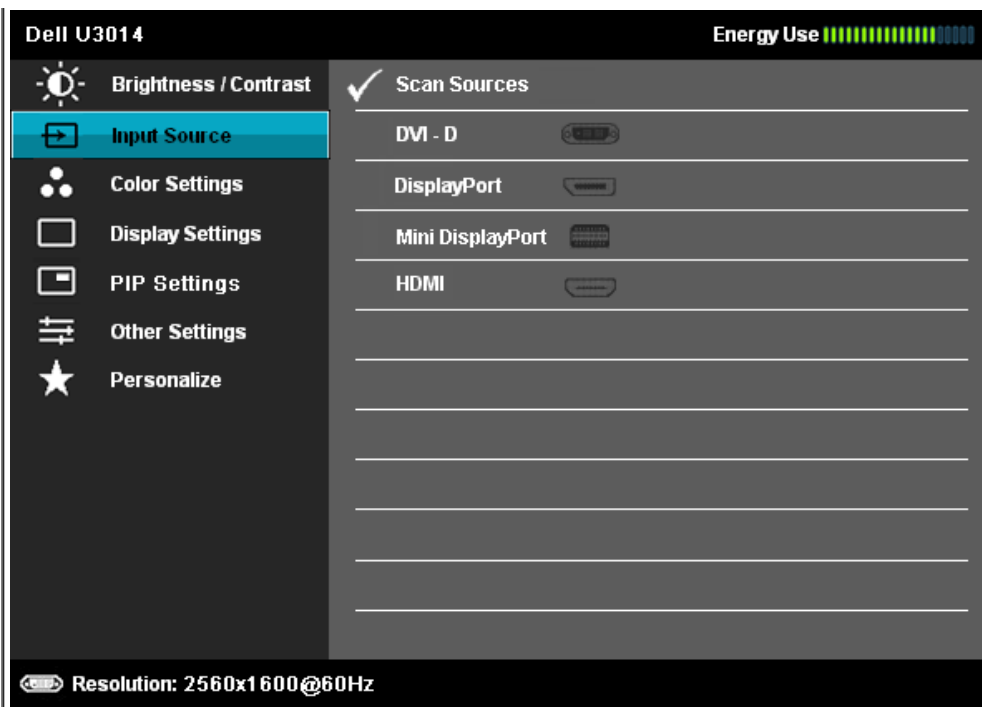 Dell U3014
Energy Use
Brightness / Contrast
Input Source
Color Settings
Display Settings
PIP Settings
Other Settings
Personalize
Scan Sources
DVI - D
DisplayPort
Mini DisplayPort
HDMI
Resolution: 2560x1600@60Hz